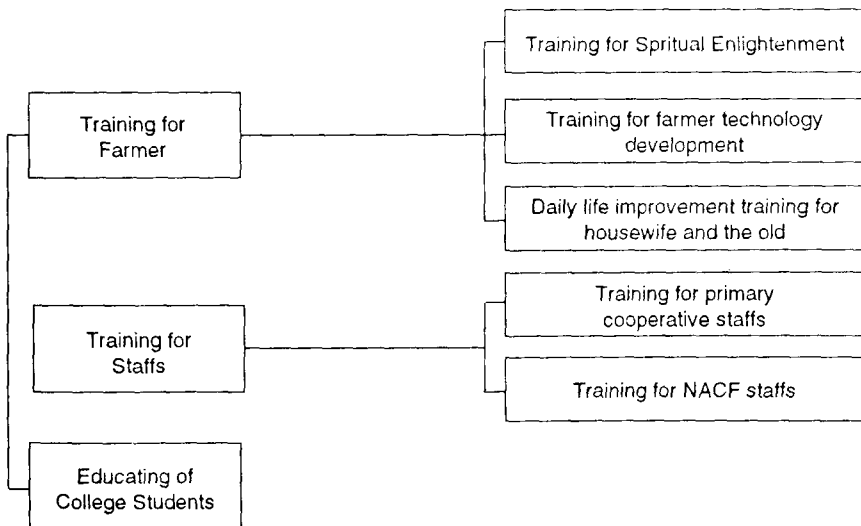 Training for
Farmer
Training for Spritual Enlightenment
Training for farmer technology
development
Daily life improvement training for
housewife and the old
Training for
Staffs
Training for primary
cooperative staffs
Training for NACF staffs
Educating of
College Students